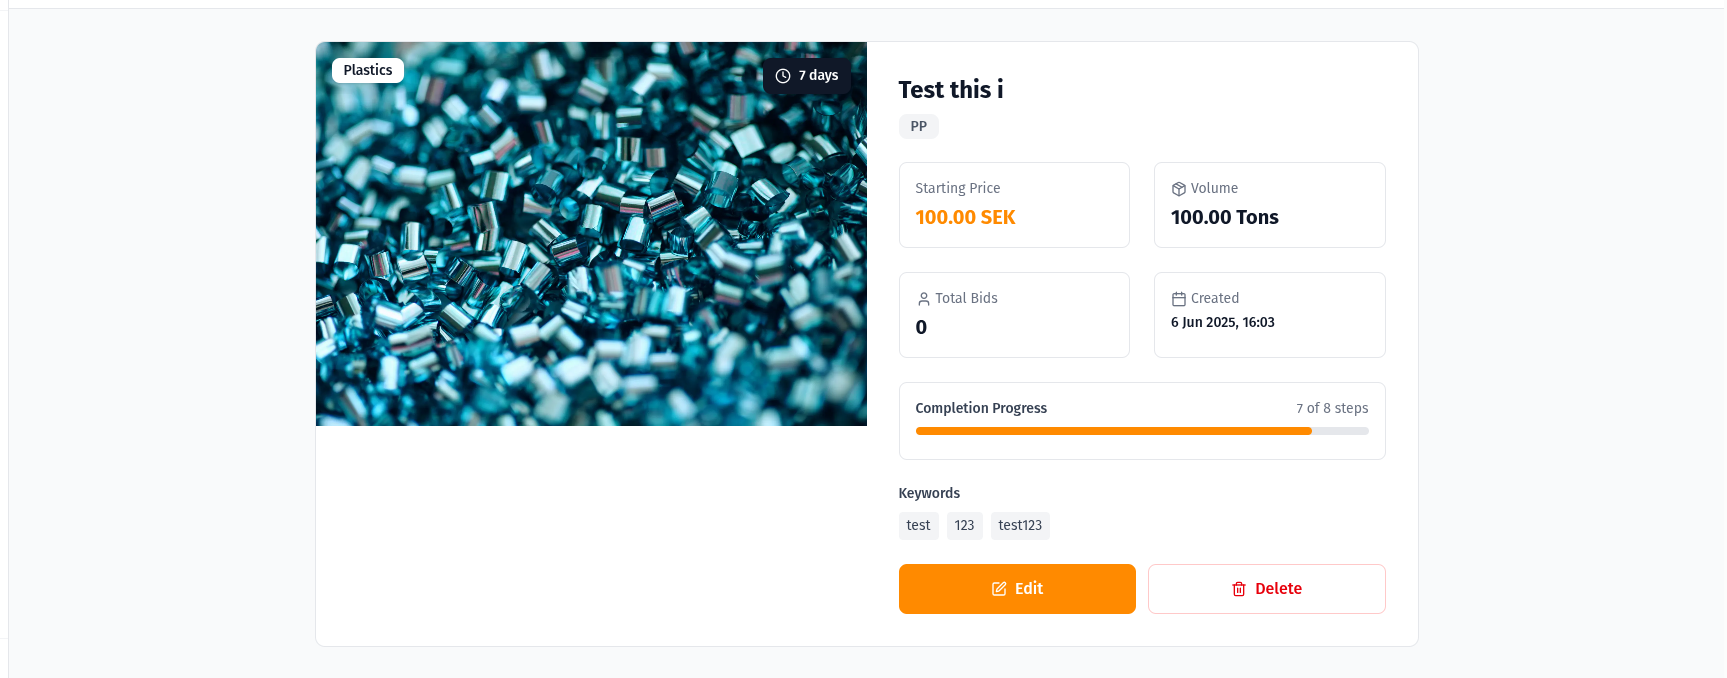 Plastics
7 days
Test this i
PP
Starting Price
100.00 SEK
Volume
100.00 Tons
Total Bids
0
Created
6 Jun 2025, 16:03
Completion Progress
7 of 8 steps
Keywords
test 123 test123
Edit
Delete